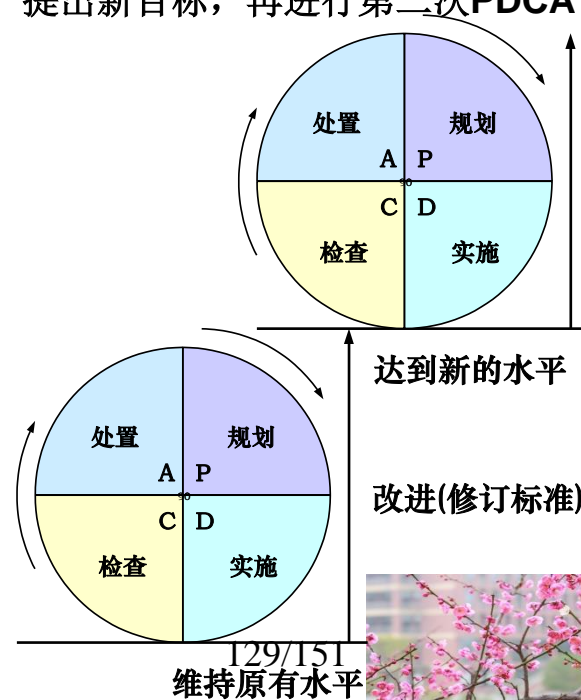 提出新目标，再进行第二次PDCA
处置 规划
A P
90
C D
检查 实施
达到新的水平
处置 规划
A P
90
C D
检查 实施
改进(修订标准)
129/151
维持原有水平